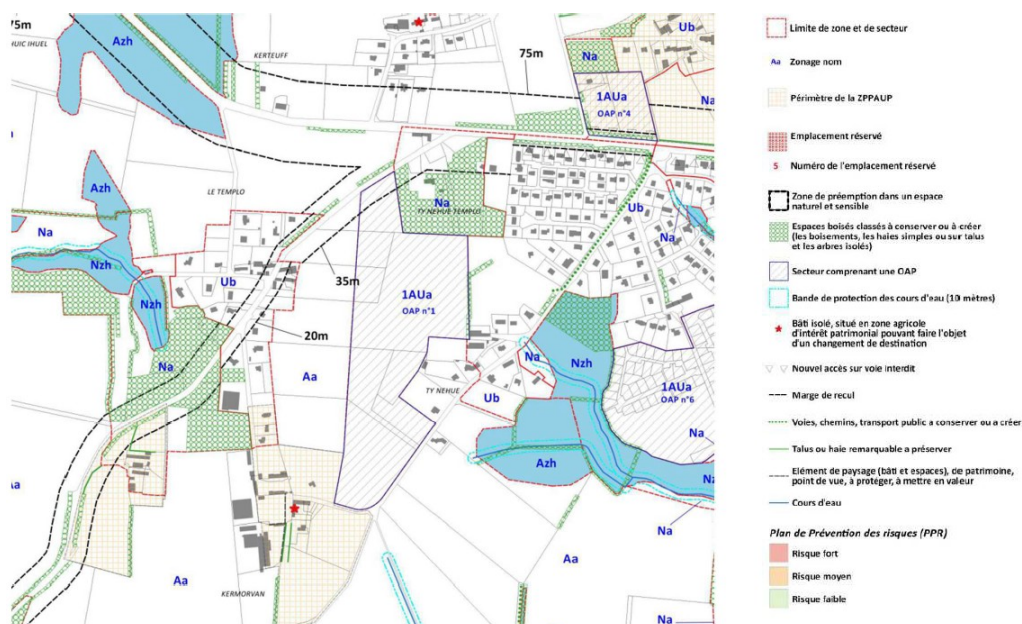 75m
HUIC IHUEL
Azh
KERTEUFF
75m
Na
Ub
1AUa
OAP n°4
Na
LE TEMPLO
Azh
Na
Nzh
Nzh
Ub
35m
20m
Na
TY NEHUE TEMPLO
Ub
Na
1AUa
OAP n°1
Na
Aa
TY NEHUE
Ub
Na
Nzh
1AUa
OAP n°6
Na
Azh
Nz
Aa
Aa
KERMORVAN
Aa
Na
Na
Limite de zone et de secteur
Aa Zonage nom
Périmètre de la ZPPAUP
Emplacement réservé
5 Numéro de l'emplacement réservé
Zone de préemption dans un espace
naturel et sensible
Espaces boisés classés à conserver ou à créer
(les boisements, les haies simples ou sur talus
et les arbres isolés)
Secteur comprenant une OAP
Bande de protection des cours d'eau (10 mètres)
Bâti isolé, situé en zone agricole
d'intérêt patrimonial pouvant faire l'objet
d'un changement de destination
Nouvel accès sur voie interdit
Marge de recul
Voies, chemins, transport public a conserver ou a créer
Talus ou haie remarquable a préserver
Elément de paysage (bâti et espaces), de patrimoine,
point de vue, à protéger, à mettre en valeur
Cours d'eau
Plan de Prévention des risques (PPR)
Risque fort
Risque moyen
Risque faible